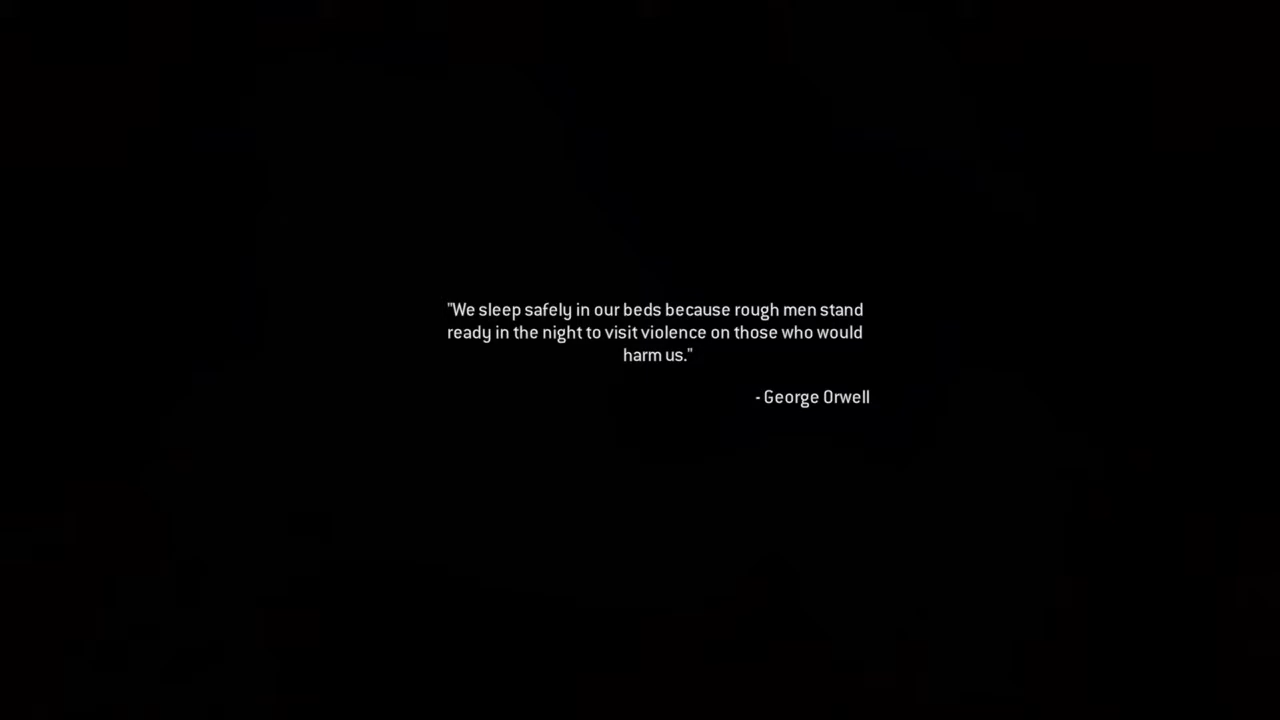 "We sleep safely in our beds because rough men stand
ready in the night to visit violence on those who would
harm us."
- George Orwell